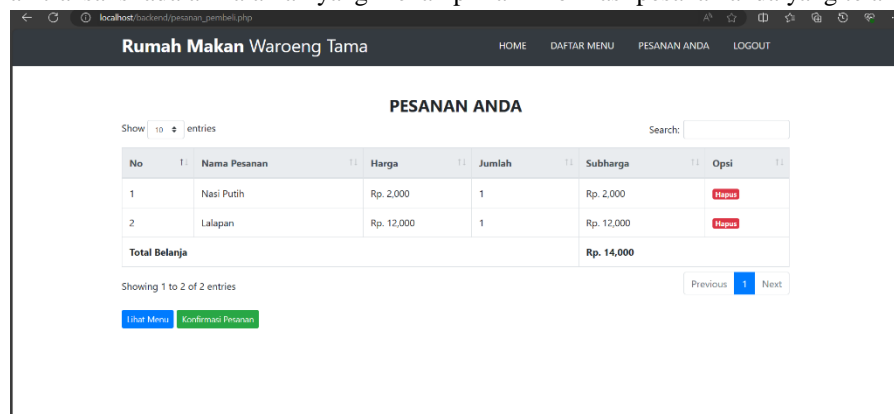 localhost/backend/pesanan_pembeli.php
Rumah Makan Waroeng Tama HOME DAFTAR MENU PESANAN ANDA LOGOUT
PESANAN ANDA
Show 10 entries Search:
No Nama Pesanan Harga Jumlah Subharga Opsi
1 Nasi Putih Rp. 2,000 1 Rp. 2,000 Hapus
2 Lalapan Rp. 12,000 1 Rp. 12,000 Hapus
Total Belanja Rp. 14,000
Showing 1 to 2 of 2 entries Previous 1 Next
Lihat Menu Konfirmasi Pesanan